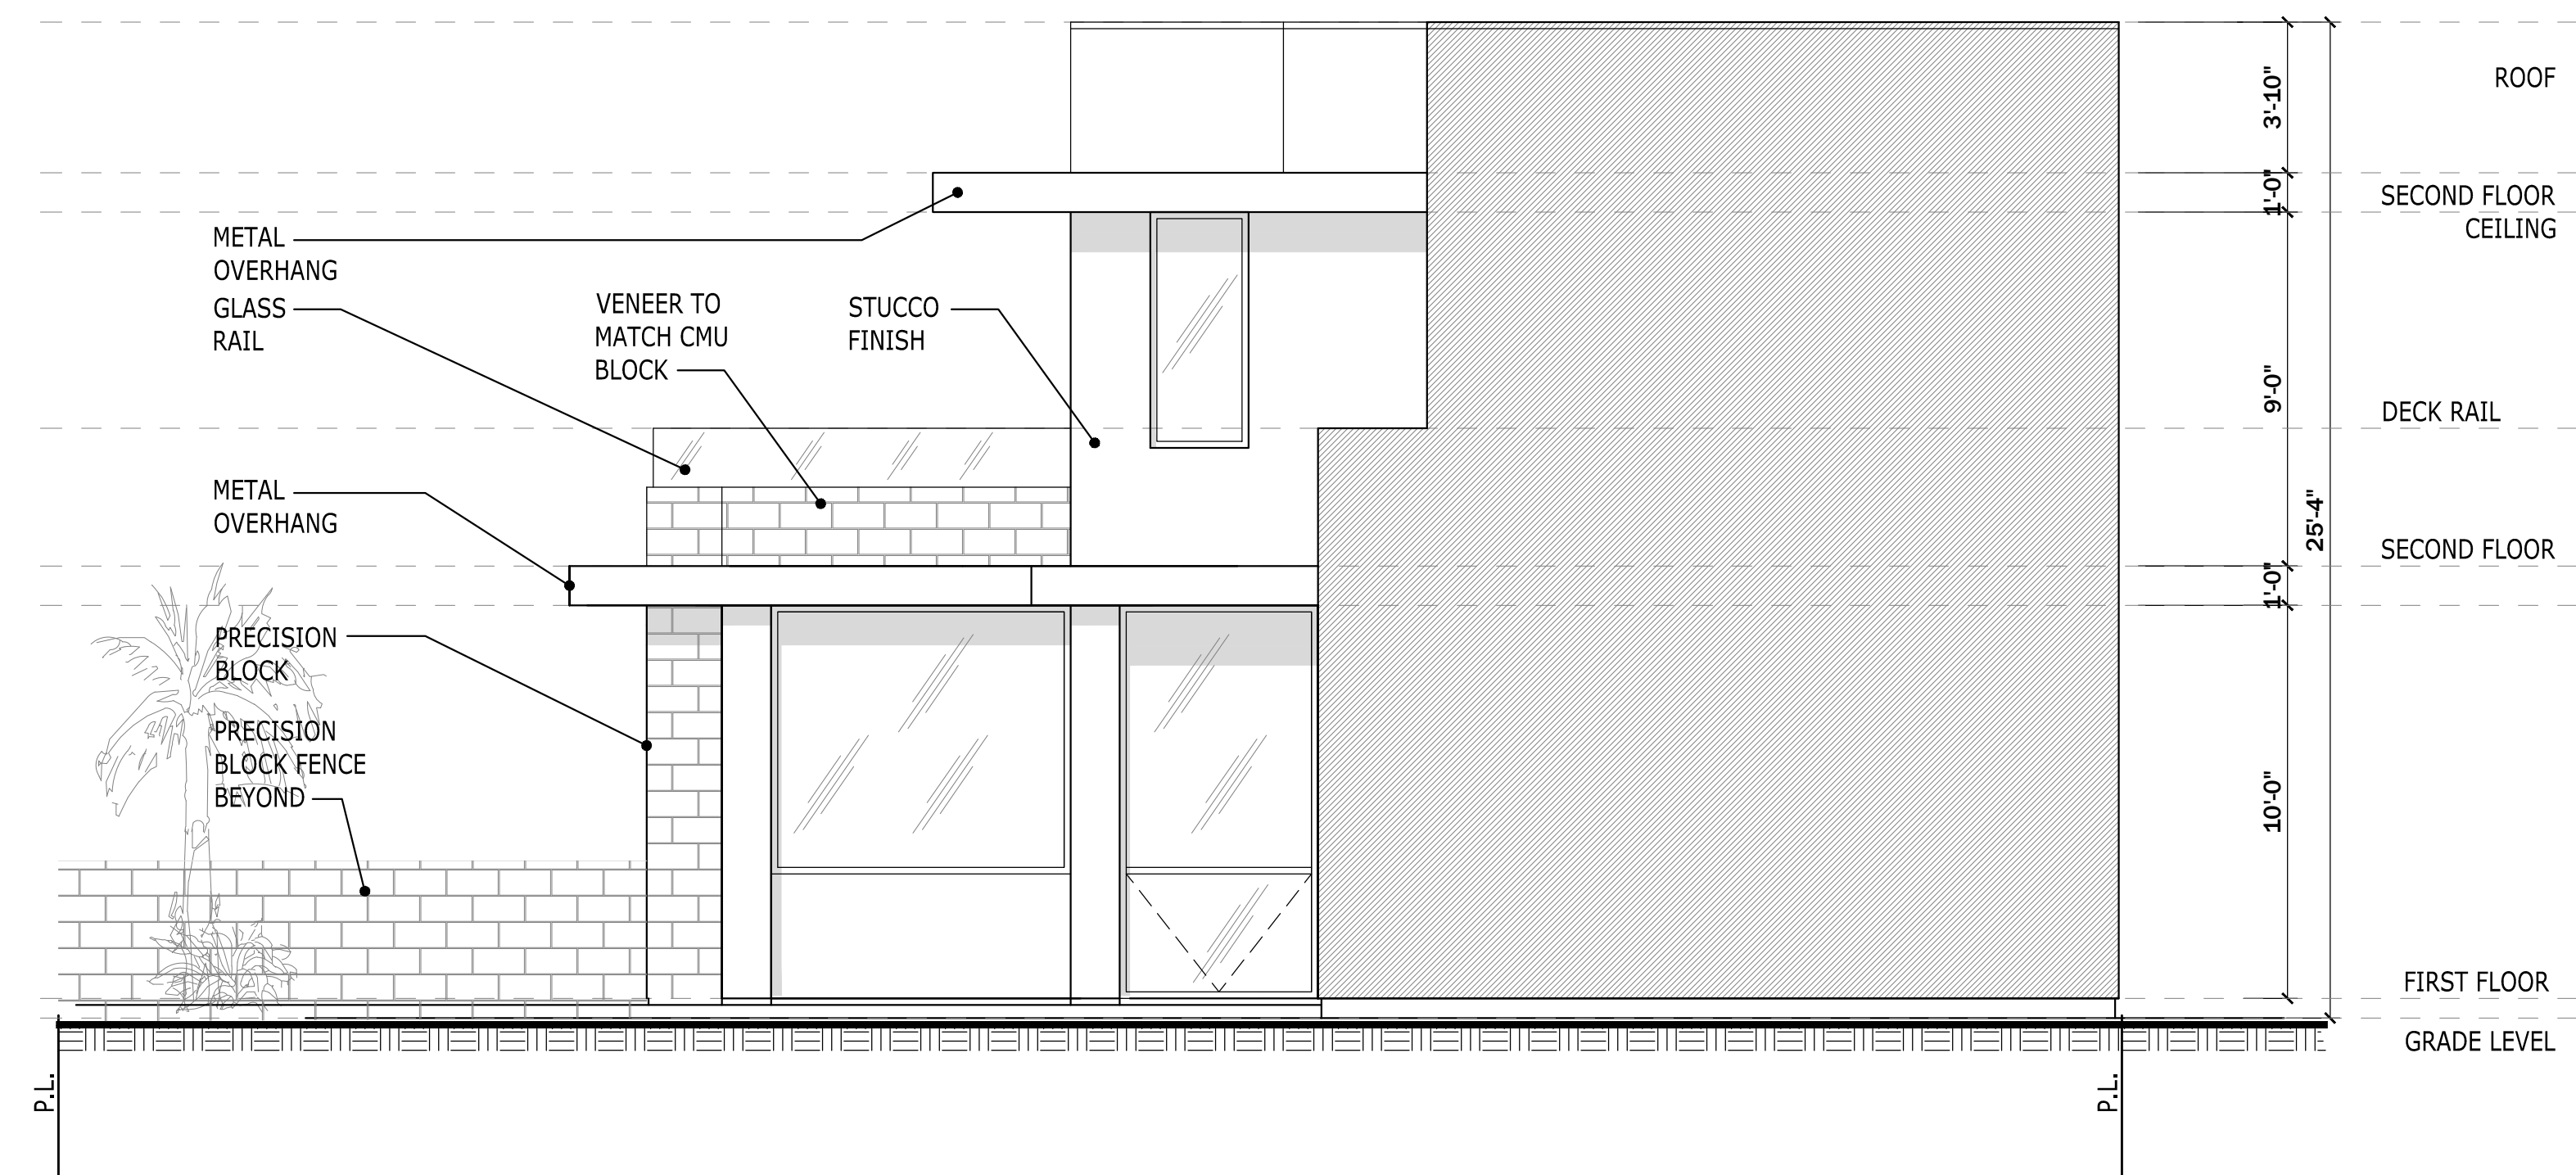 METAL
OVERHANG
GLASS
RAIL
VENEER TO
MATCH CMU
BLOCK
STUCCO
FINISH
METAL
OVERHANG
PRECISION
BLOCK
PRECISION
BLOCK FENCE
BEYOND
3'-10"
1'-0"
9'-0"
1'-0"
10'-0"
25'-4"
ROOF
SECOND FLOOR
CEILING
DECK RAIL
SECOND FLOOR
FIRST FLOOR
GRADE LEVEL
P.L.
P.L.